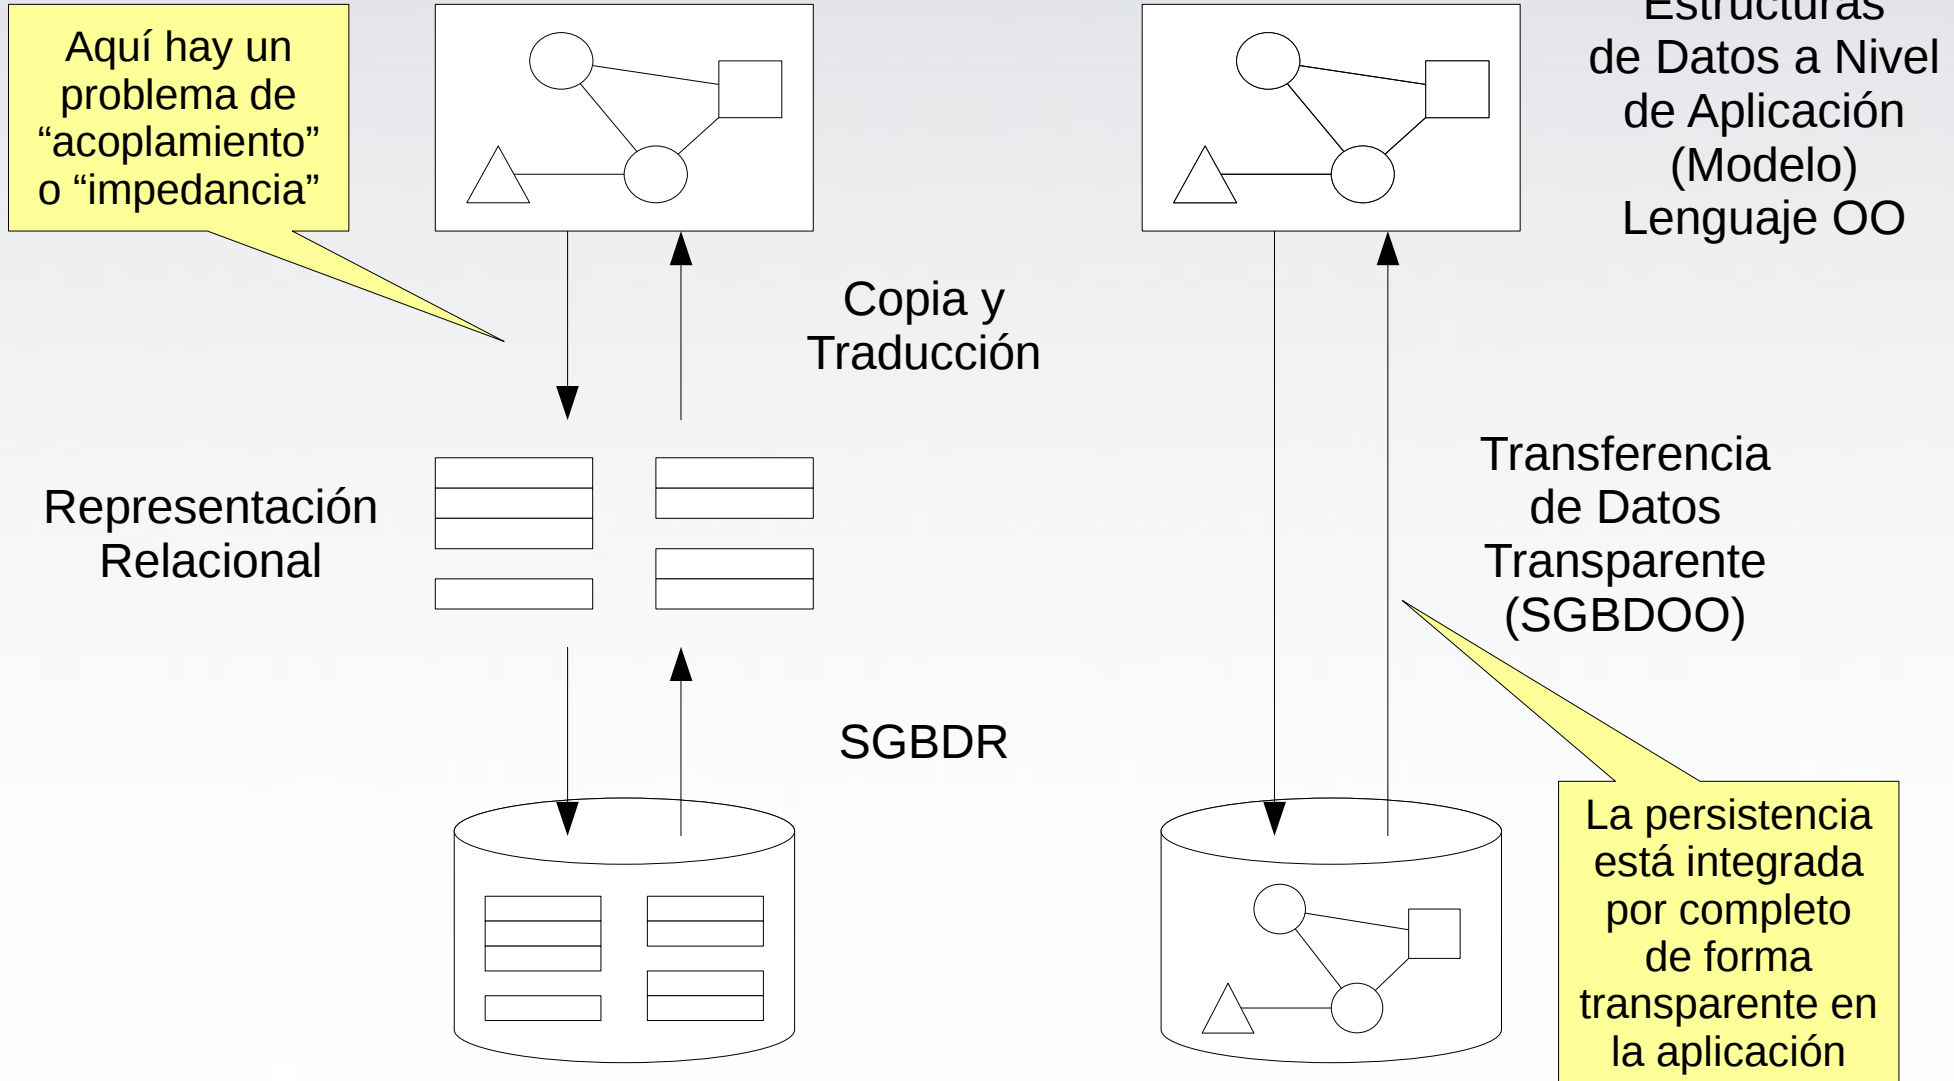 Aquí hay un
problema de
“acoplamiento”
o “impedancia”
Estructuras
de Datos a Nivel
de Aplicación
(Modelo)
Lenguaje OO
Copia y
Traducción
Representación
Relacional
Transferencia
de Datos
Transparente
(SGBDOO)
SGBDR
La persistencia
está integrada
por completo
de forma
transparente en
la aplicación